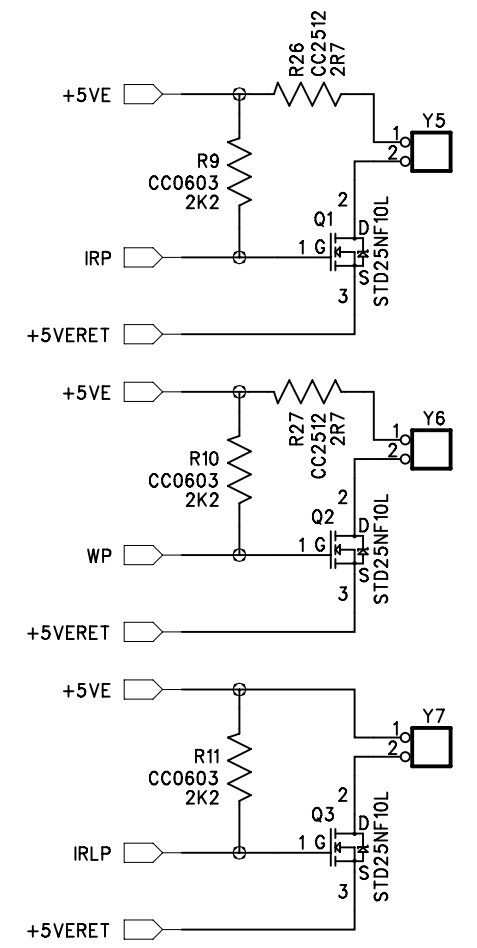 R26
CC2512
2R7
+5VE
Y5
1
2
R9
CC0603
2K2
2
Q1
D
1 G
IRP
S
3
STD25NF10L
+5VERET
+5VE
R27
CC2512
2R7
Y6
1
2
R10
CC0603
2K2
2
Q2
D
1 G
WP
S
3
STD25NF10L
+5VERET
+5VE
Y7
1
2
R11
CC0603
2K2
2
Q3
D
1 G
IRLP
S
3
STD25NF10L
+5VERET